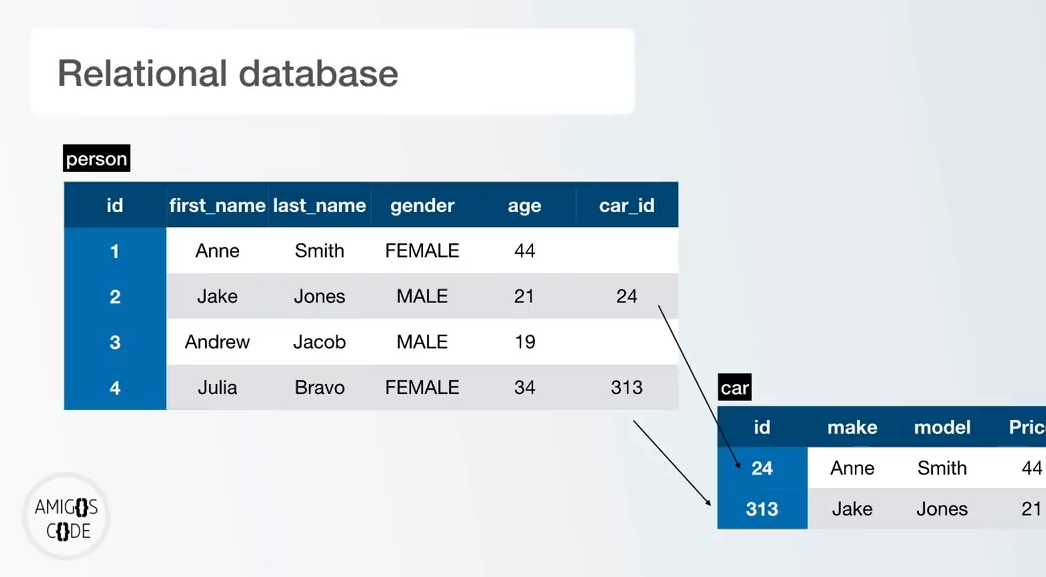 Relational database
person
id first_name last_name gender age car_id
1 Anne Smith FEMALE 44
2 Jake Jones MALE 21 24
3 Andrew Jacob MALE 19
4 Julia Bravo FEMALE 34 313
car
id make model Pric
24 Anne Smith 44
313 Jake Jones 21
AMIG{}S
C{}DE